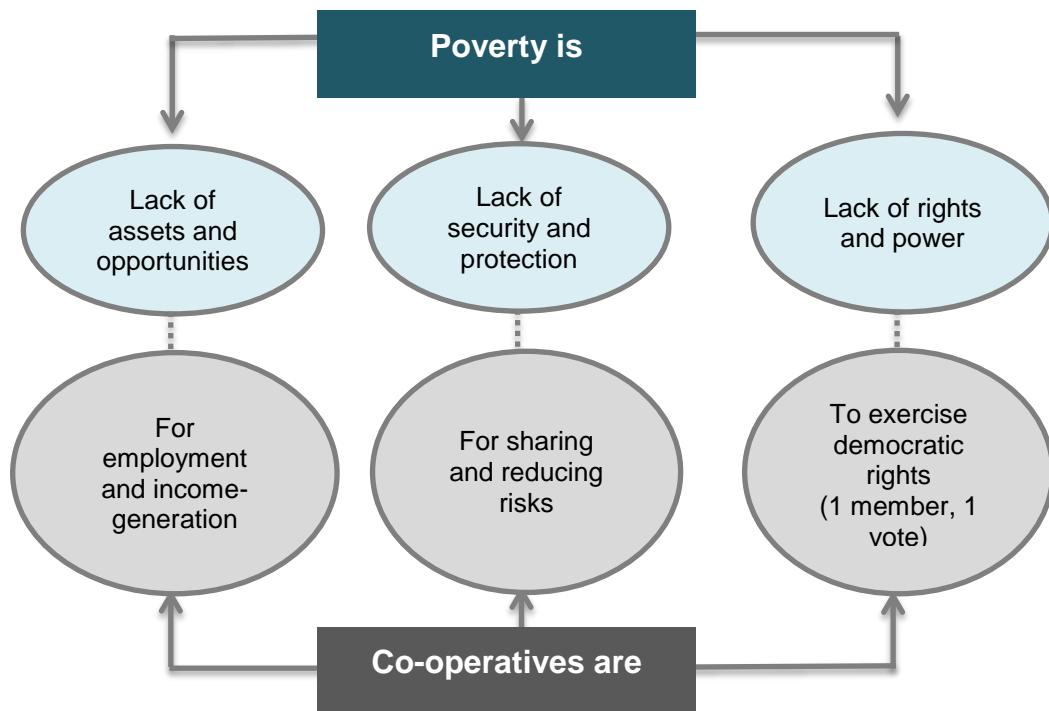 Poverty is
Lack of
assets and
opportunities
Lack of
security and
protection
Lack of rights
and power
For
employment
and income-
generation
For sharing
and reducing
risks
To exercise
democratic
rights
(1 member, 1
vote)
Co-operatives are